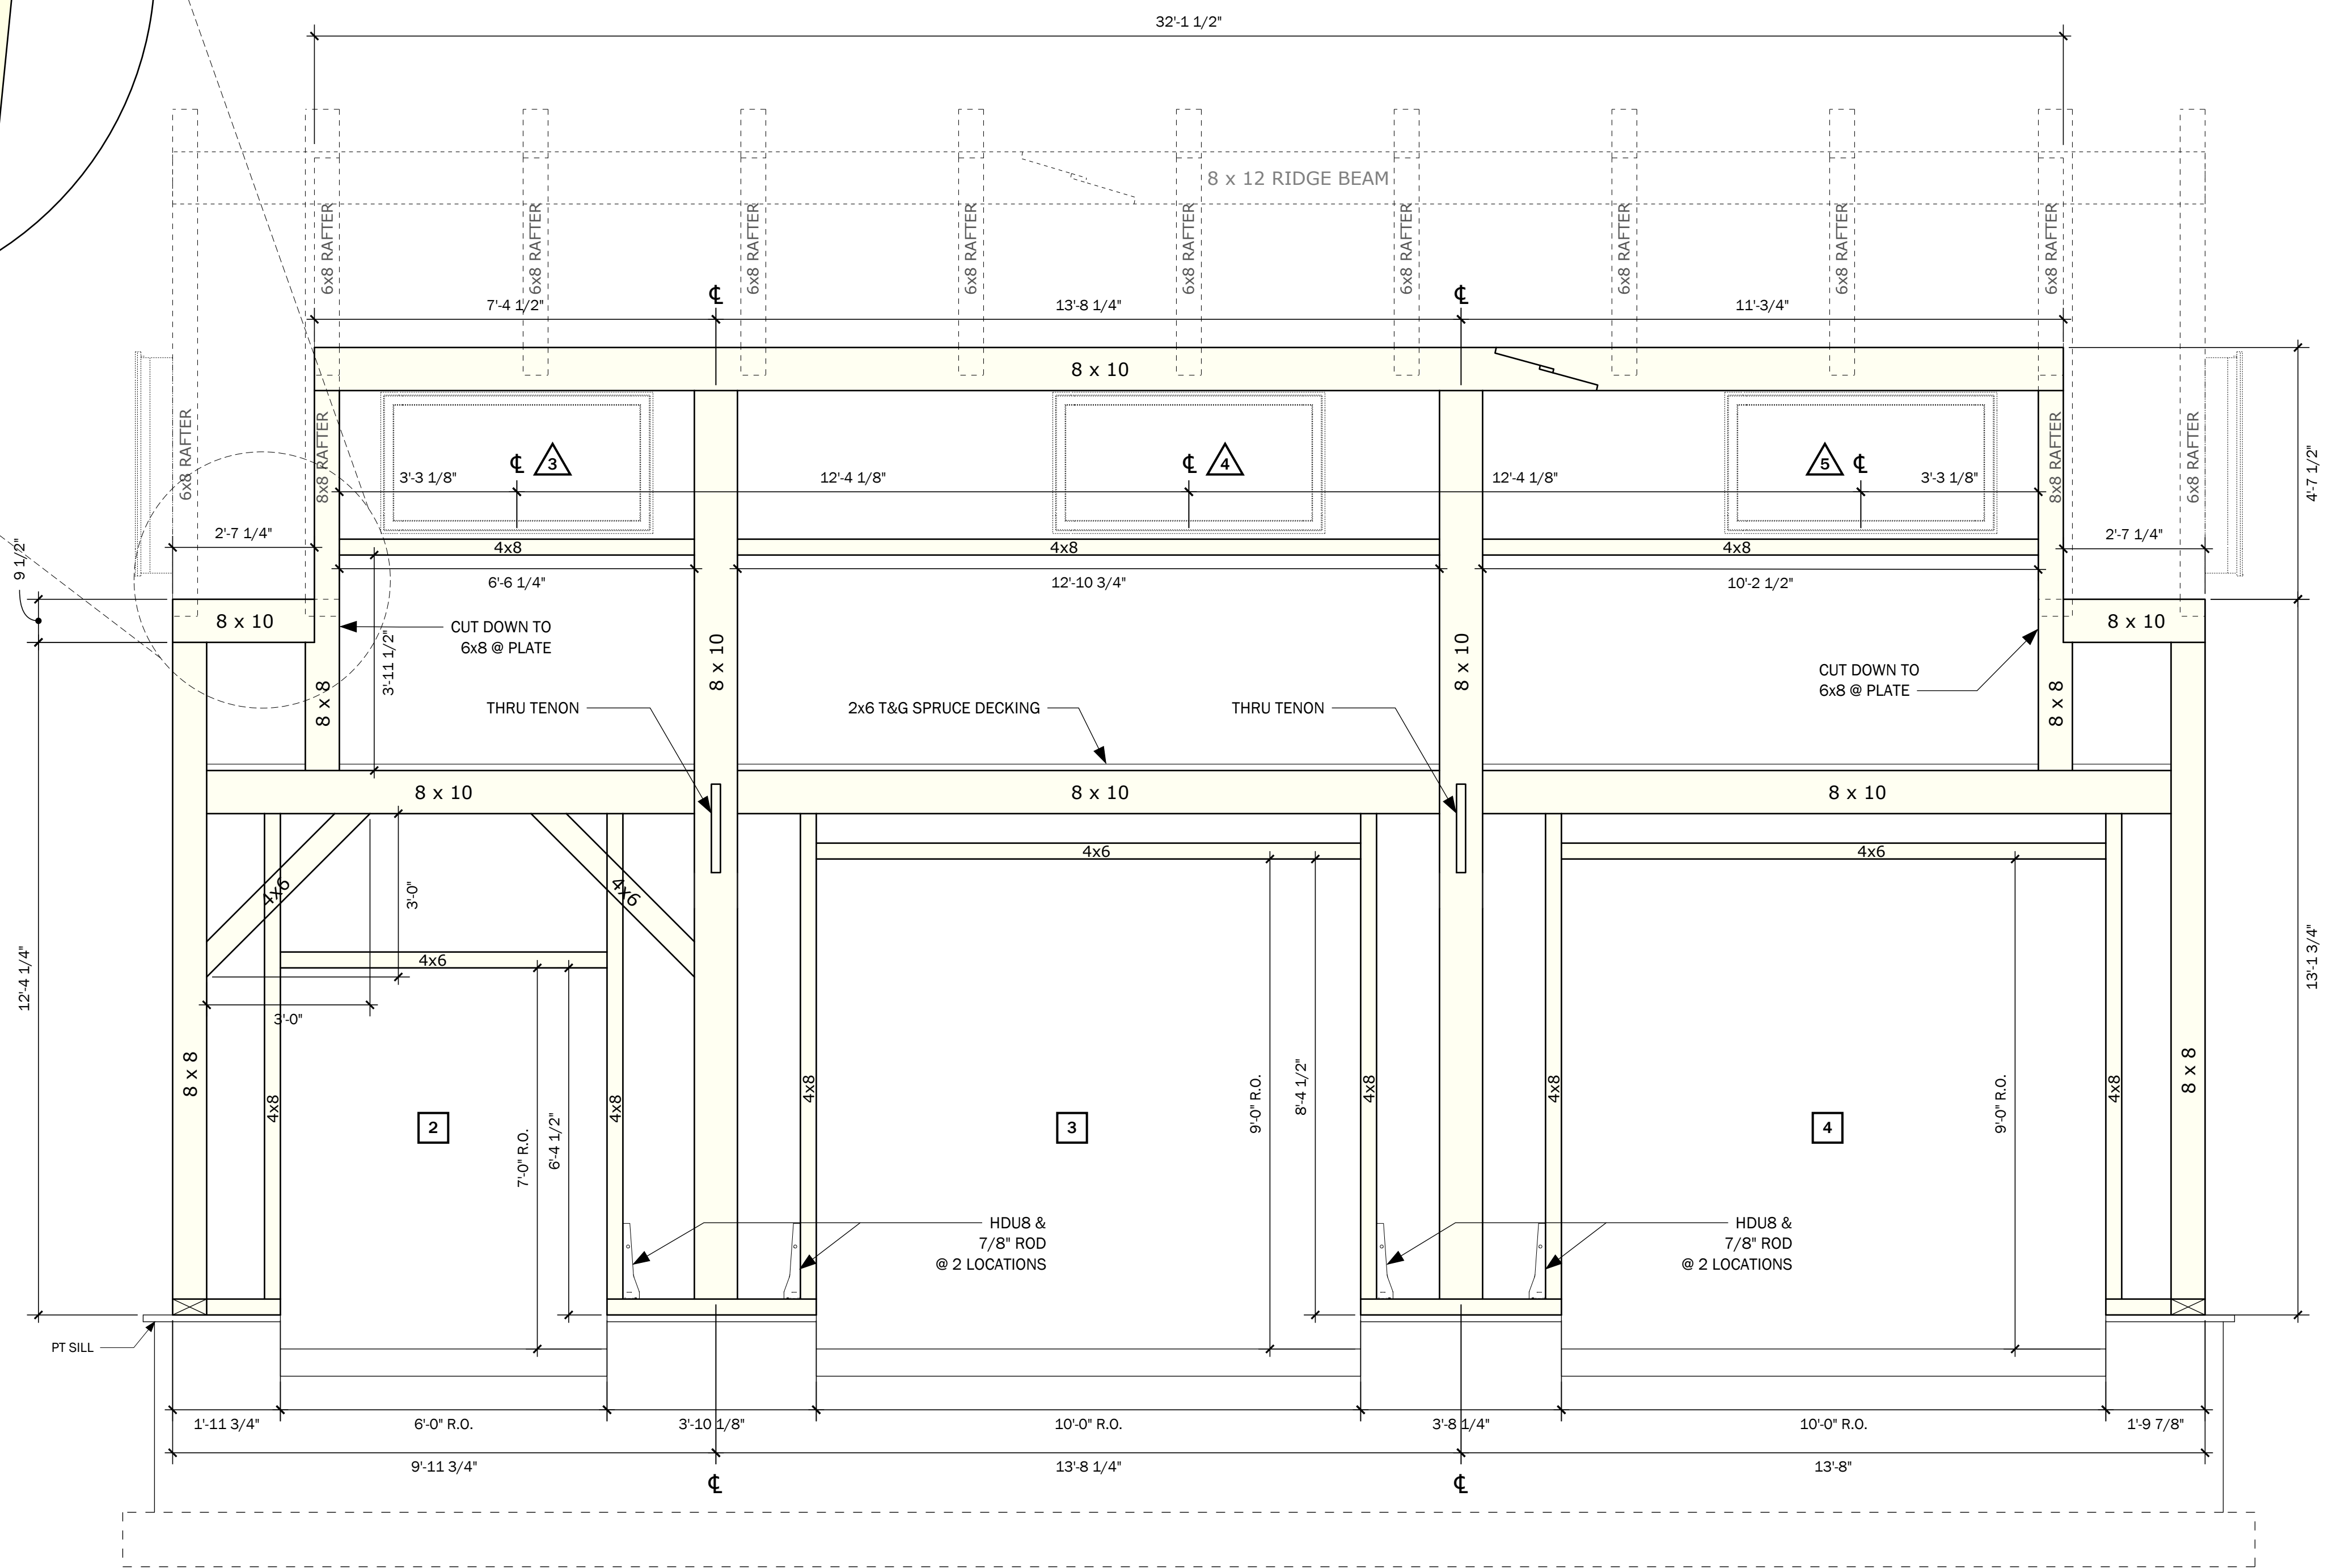 32'-1 1/2"
8 x 12 RIDGE BEAM
6x8 RAFTER
6x8 RAFTER
6x8 RAFTER
6x8 RAFTER
6x8 RAFTER
6x8 RAFTER
6x8 RAFTER
6x8 RAFTER
6x8 RAFTER
℄
℄
7'-4 1/2"
13'-8 1/4"
11'-3/4"
8 x 10
6x8 RAFTER
8x8 RAFTER
8x8 RAFTER
6x8 RAFTER
4'-7 1/2"
℄ 3
℄ 4
5 ℄
3'-3 1/8"
12'-4 1/8"
12'-4 1/8"
3'-3 1/8"
2'-7 1/4"
2'-7 1/4"
4x8
4x8
4x8
9 1/2"
6'-6 1/4"
12'-10 3/4"
10'-2 1/2"
8 x 10
8 x 10
CUT DOWN TO
6x8 @ PLATE
3'-11 1/2"
8 x 10
8 x 10
CUT DOWN TO
6x8 @ PLATE
8 x 8
8 x 8
THRU TENON
2x6 T&G SPRUCE DECKING
THRU TENON
8 x 10
8 x 10
8 x 10
4x6
4x6
3'-0"
4x6
4x6
4x6
12'-4 1/4"
13'-1 3/4"
3'-0"
8 x 8
8 x 8
4x8
4x8
4x8
4x8
4x8
4x8
2
3
4
7'-0" R.O.
6'-4 1/2"
9'-0" R.O.
8'-4 1/2"
9'-0" R.O.
HDU8 &
7/8" ROD
@ 2 LOCATIONS
HDU8 &
7/8" ROD
@ 2 LOCATIONS
PT SILL
1'-11 3/4"
6'-0" R.O.
3'-10 1/8"
10'-0" R.O.
3'-8 1/4"
10'-0" R.O.
1'-9 7/8"
9'-11 3/4"
13'-8 1/4"
13'-8"
℄
℄